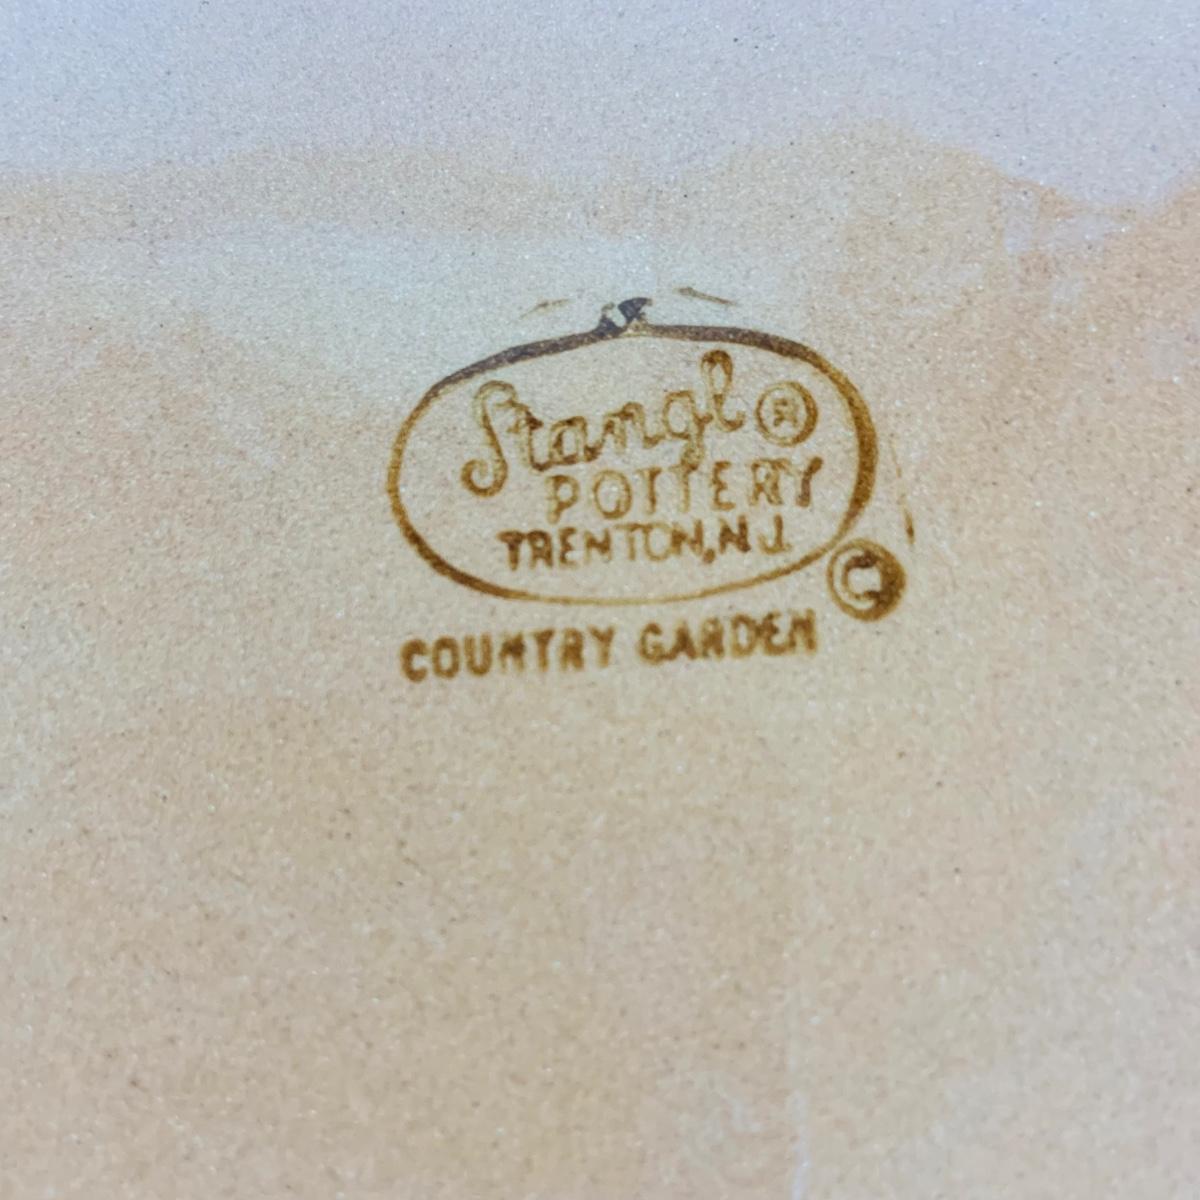 Stangl ®
POTTERY
TRENTON, N.J.
©
COUNTRY GARDEN